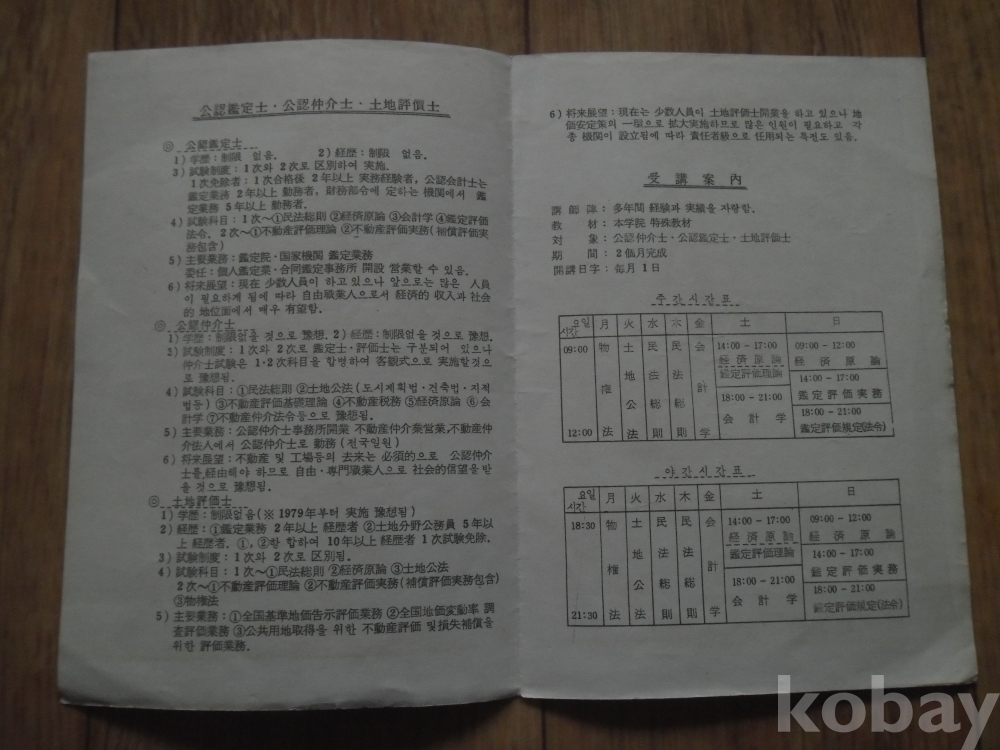 公認鑑定士・公認仲介士・土地評價士
◎ 公認鑑定士
1) 学歴 : 制限 없음. 2) 経歴 : 制限 없음.
3) 試験制度 : 1次와 2次로 区別하여 実施.
1次免除者 : 1次合格後 2年以上 実務経験者, 公認会計士는
鑑定業務 2年以上 勤務者, 財務部令에 定하는 機関에서 鑑
定業務 5年以上 勤務者.
4) 試験科目 : 1次~①民法総則 ②経済原論 ③会計学 ④鑑定評価
法令. 2次~①不動産評価理論 ②不動産評価実務(補償評価実
務包含)
5) 主要業務 : 鑑定院・国家機関 鑑定業務
委任 : 個人鑑定業・合同鑑定事務所 開設 営業할 수 있음.
6) 将来展望 : 現在 少数人員이 하고있으나 앞으로는 많은 人員
이 필요하게 됨에 따라 自由職業人으로서 経済的 収入과 社会
的 地位面에서 매우 有望함.
◎ 公認仲介士
1) 学歴 : 制限없을 것으로 豫想. 2) 経歴 : 制限없을 것으로 豫想.
3) 試験制度 : 1次와 2次로 鑑定士・評価士는 구분되어 있으나
仲介士試験은 1・2次科目을 합병하여 客観式으로 実施할것으
로 豫想됨.
4) 試験科目 : ①民法総則 ②土地公法(도시계획법・건축법・지적
법등) ③不動産評価基礎理論 ④不動産税務 ⑤経済原論 ⑥会
計学 ⑦不動産仲介法令등으로 豫想됨.
5) 主要業務 : 公認仲介士事務所開業 不動産仲介業営業, 不動産仲
介法人에서 公認仲介士로 勤務(전국일원)
6) 将来展望 : 不動産 및 工場등의 去来는 必須的으로 公認仲介
士를 経由해야 하므로 自由・専門職業人으로 社会的信望을 받
을 것으로 豫想됨.
◎ 土地評価士
1) 学歴 : 制限없음(※ 1979年부터 実施 豫想됨)
2) 経歴 : ①鑑定業務 2年以上 経歴者 ②土地分野公務員 5年以
上 経歴者, ①, ②항 합하여 10年以上 経歴者 1次試験免除.
3) 試験制度 : 1次와 2次로 区別됨.
4) 試験科目 : 1次~①民法総則 ②経済原論 ③土地公法
2次~①不動産評価理論 ②不動産評価実務(補償評価実務包含)
③物権法
5) 主要業務 : ①全国基準地価告示評価業務 ②全国地価変動率 調
査評価業務 ③公共用地取得을 위한 不動産評価 및 損失補償을
위한 評価業務.
6) 将来展望 : 現在는 少数人員이 土地評価士開業을 하고 있으나 地
価安定策의 一環으로 拡大実施하므로 많은 인원이 필요하고 각
종 機関이 設立됨에 따라 責任者級으로 任用되는 특전도 있음.
受講案内
講師陣 : 多年間 経験과 実績을 자랑함.
教材 : 本学院 特殊教材
対象 : 公認仲介士・公認鑑定士・土地評価士
期間 : 2個月完成
開講日字 : 毎月 1日
주간시간표
요일 시간 月 火 水 木 金 土 日
09:00 12:00
物権法 土地公法 民法総則 民法総則 会計学
14:00 - 17:00 経済原論 鑑定評価理論
18:00 - 21:00 会計学
09:00 - 12:00 経済原論
14:00 - 17:00 鑑定評価実務
18:00 - 21:00 鑑定評価規定(法令)
야간시간표
요일 시간 月 火 水 木 金 土 日
18:30 21:30
物権法 土地公法 民法総則 民法総則 会計学
14:00 - 17:00 経済原論 鑑定評価理論
18:00 - 21:00 会計学
09:00 - 12:00 経済原論
14:00 - 17:00 鑑定評価実務
18:00 - 21:00 鑑定評価規定(法令)
kobay